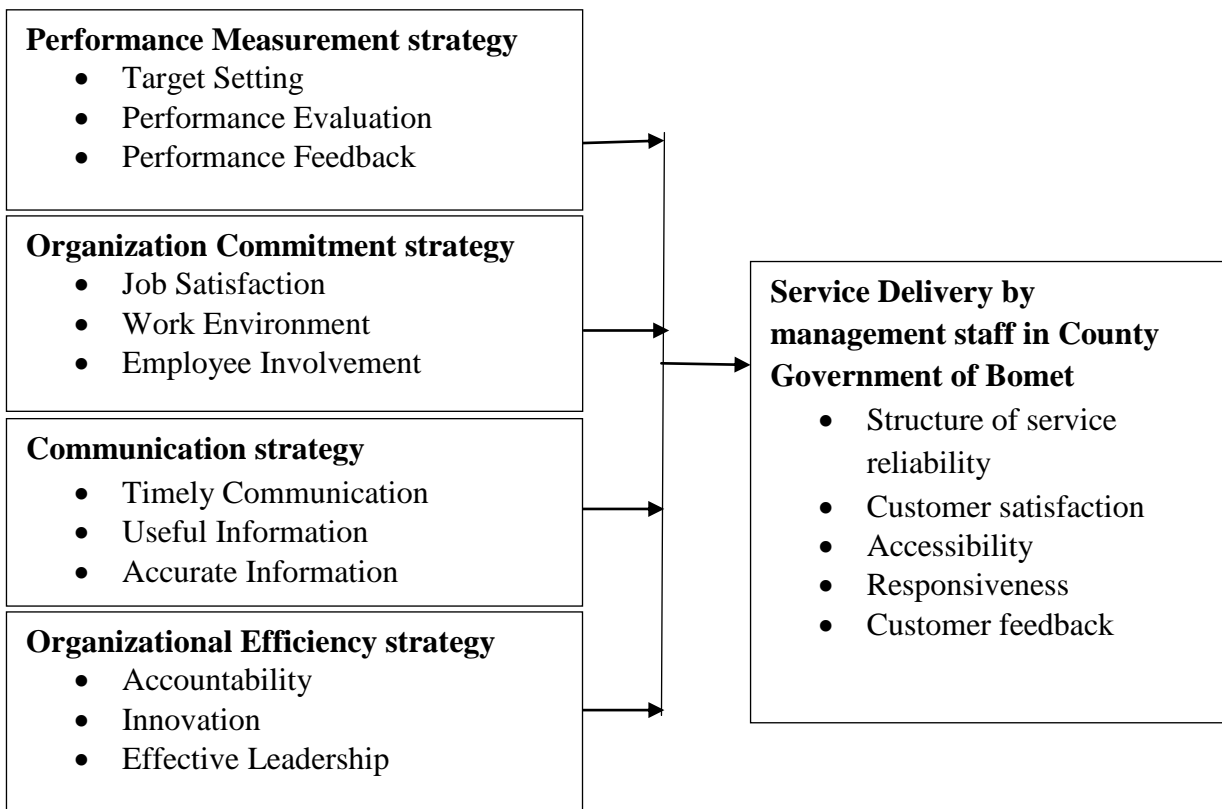 Performance Measurement strategy
• Target Setting
• Performance Evaluation
• Performance Feedback
Organization Commitment strategy
• Job Satisfaction
• Work Environment
• Employee Involvement
Communication strategy
• Timely Communication
• Useful Information
• Accurate Information
Organizational Efficiency strategy
• Accountability
• Innovation
• Effective Leadership
Service Delivery by
management staff in County
Government of Bomet
• Structure of service
reliability
• Customer satisfaction
• Accessibility
• Responsiveness
• Customer feedback